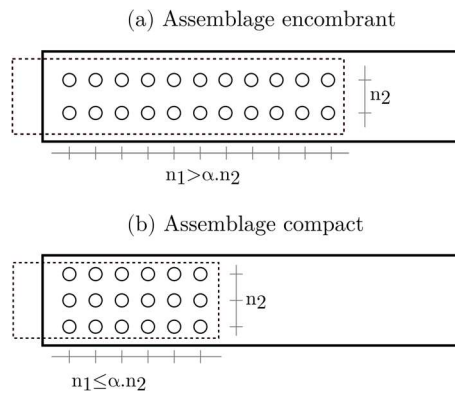 (a) Assemblage encombrant
n2
n1>α.n2
(b) Assemblage compact
n2
n1≤α.n2